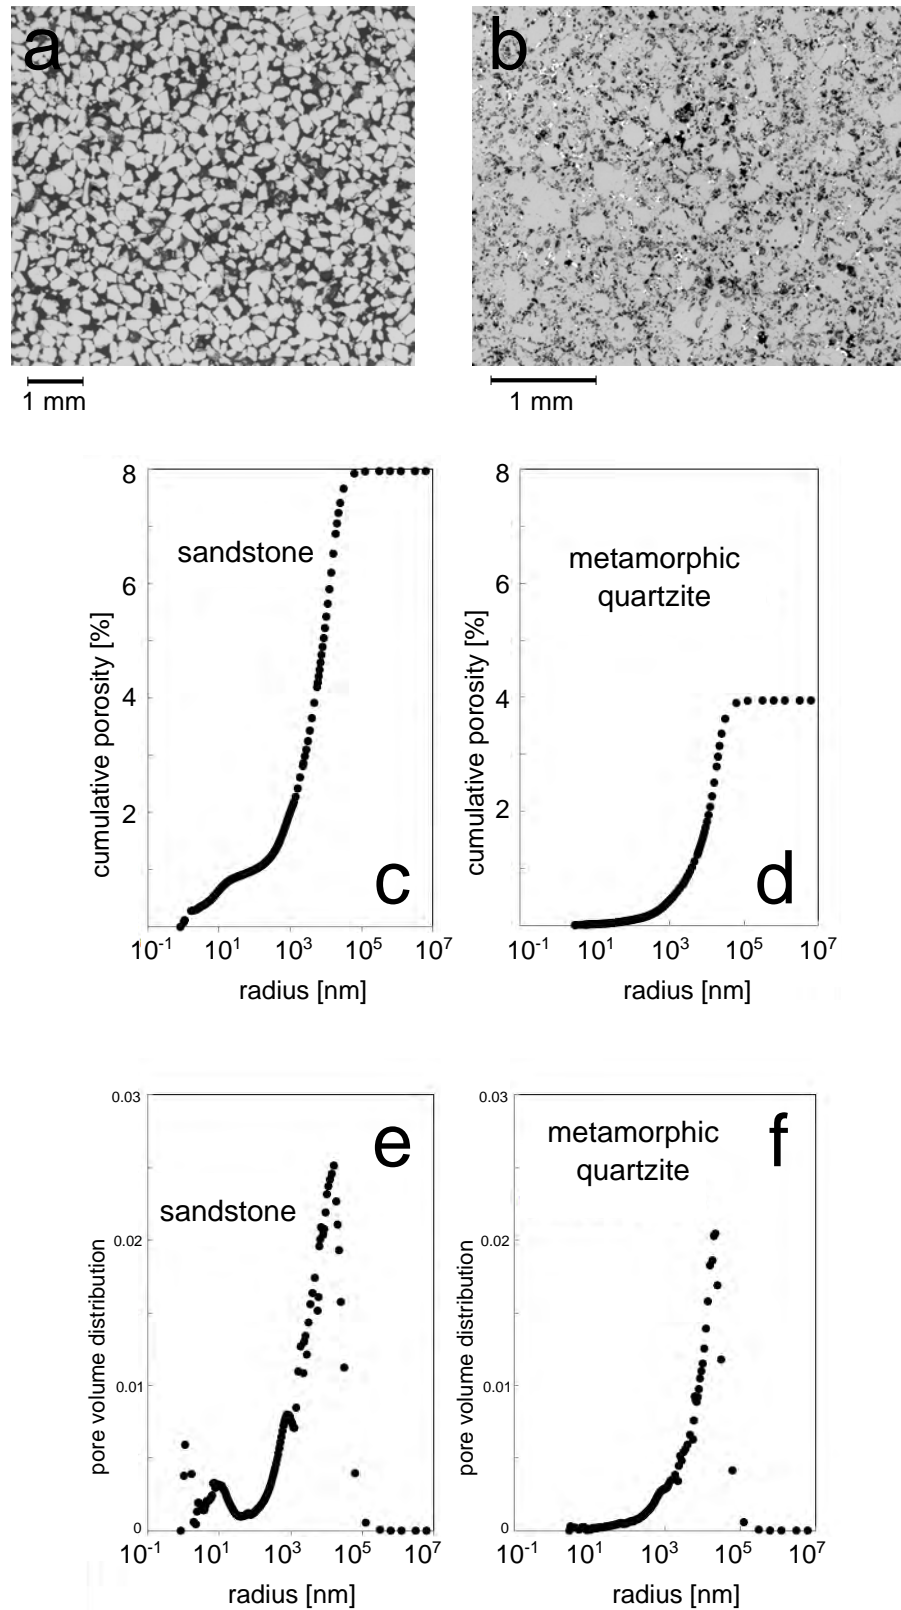 a
b
1 mm
1 mm
8
6
4
2
cumulative porosity [%]
sandstone
c
10-1
101
103
105
107
radius [nm]
8
6
4
2
cumulative porosity [%]
metamorphic
quartzite
d
10-1
101
103
105
107
radius [nm]
0.03
0.02
0.01
0
pore volume distribution
sandstone
e
10-1
101
103
105
107
radius [nm]
0.03
0.02
0.01
0
pore volume distribution
metamorphic
quartzite
f
10-1
101
103
105
107
radius [nm]